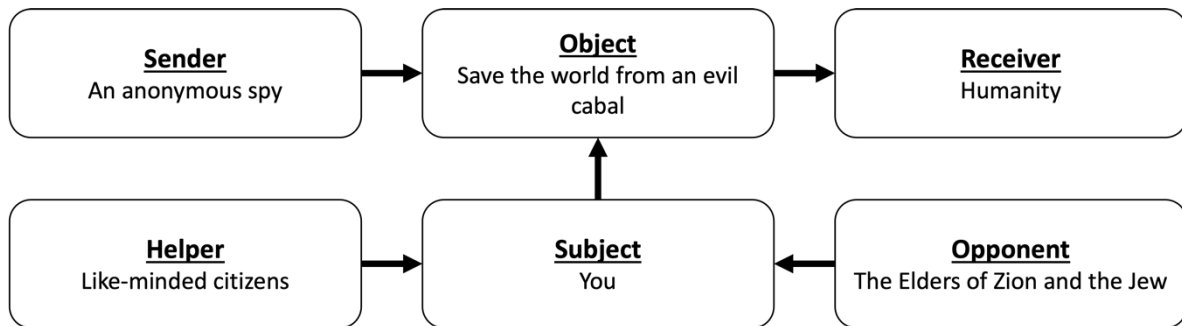 Sender
An anonymous spy
Object
Save the world from an evil
cabal
Receiver
Humanity
Helper
Like-minded citizens
Subject
You
Opponent
The Elders of Zion and the Jew